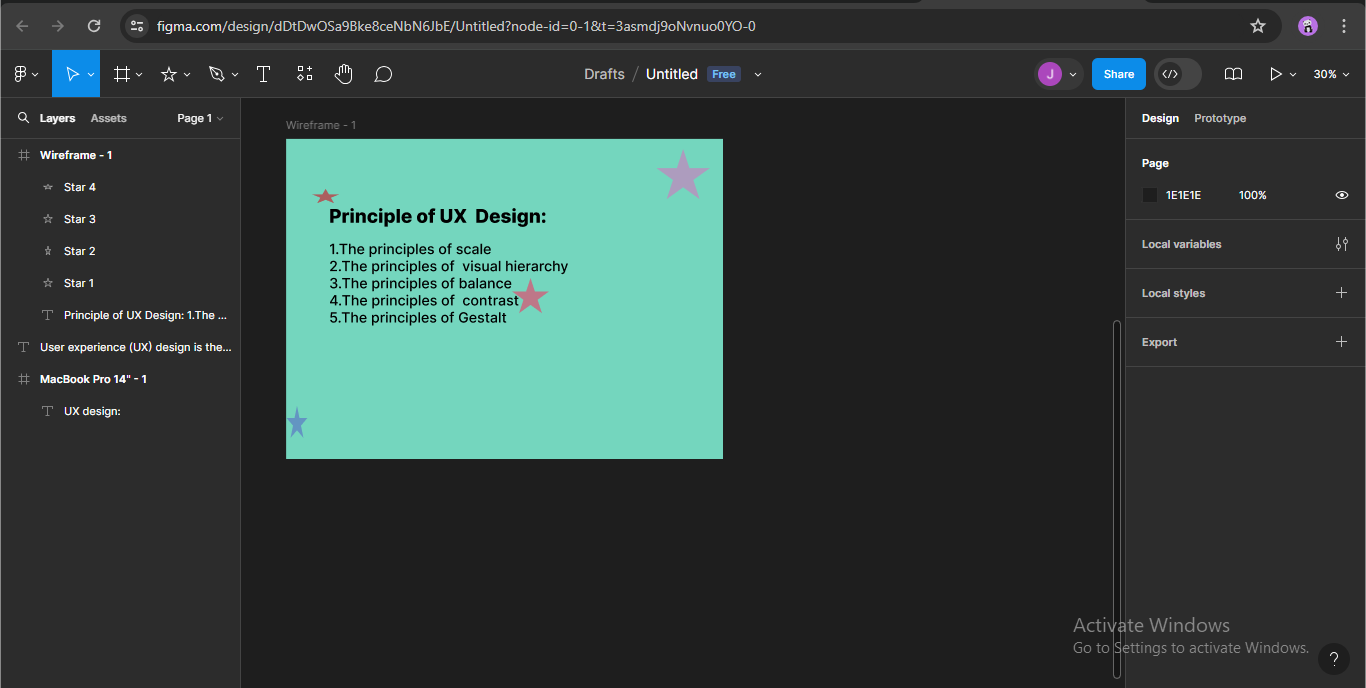 figma.com/design/dDtDwOSa9Bke8ceNbN6JbE/Untitled?node-id=0-1&t=3asmdj9oNvnuo0YO-0
Drafts / Untitled Free
J
Share
30%
Layers Assets Page 1
Wireframe - 1
Star 4
Star 3
Star 2
Star 1
Principle of UX Design: 1.The ...
User experience (UX) design is the...
MacBook Pro 14" - 1
UX design:
Wireframe - 1
Principle of UX  Design:
1.The principles of scale
2.The principles of  visual hierarchy
3.The principles of balance
4.The principles of  contrast
5.The principles of Gestalt
Design Prototype
Page
1E1E1E 100%
Local variables
Local styles
Export
Activate Windows
Go to Settings to activate Windows.
?